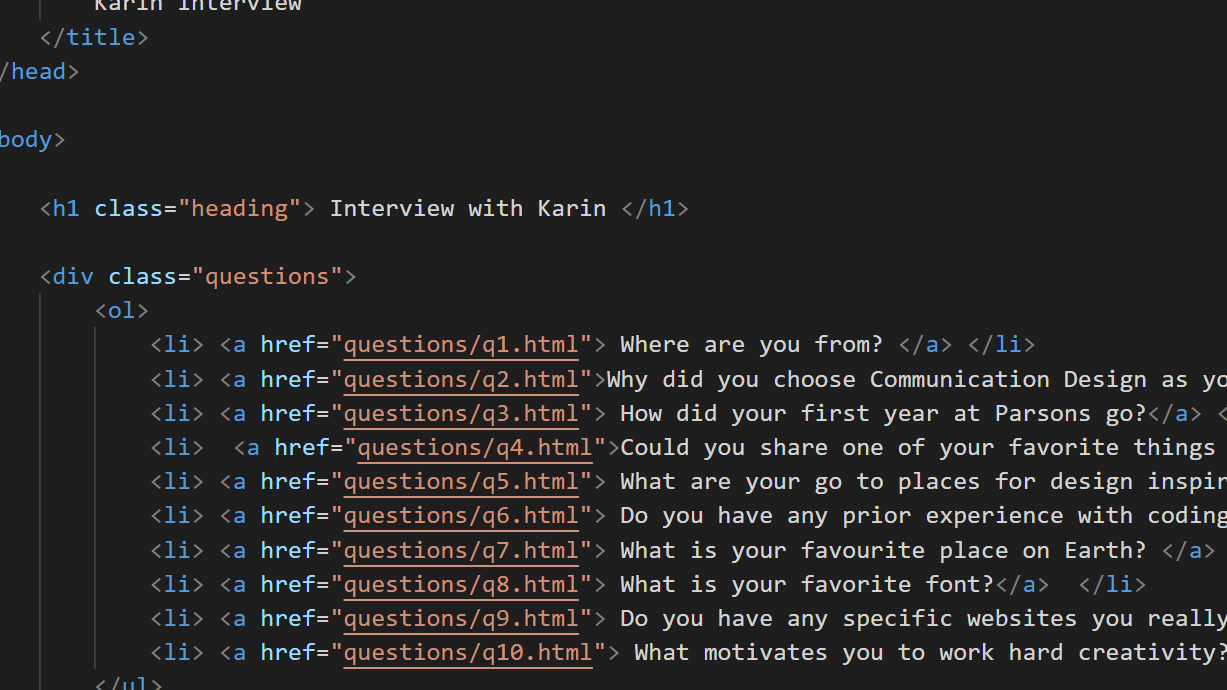 Karin Interview
</title>
/head>
body>
<h1 class="heading"> Interview with Karin </h1>
<div class="questions">
<ol>
<li> <a href="questions/q1.html"> Where are you from? </a> </li>
<li> <a href="questions/q2.html">Why did you choose Communication Design as yo
<li> <a href="questions/q3.html"> How did your first year at Parsons go?</a> <
<li>  <a href="questions/q4.html">Could you share one of your favorite things
<li> <a href="questions/q5.html"> What are your go to places for design inspir
<li> <a href="questions/q6.html"> Do you have any prior experience with coding
<li> <a href="questions/q7.html"> What is your favourite place on Earth? </a>
<li> <a href="questions/q8.html"> What is your favorite font?</a>  </li>
<li> <a href="questions/q9.html"> Do you have any specific websites you really
<li> <a href="questions/q10.html"> What motivates you to work hard creativity?
</ul>